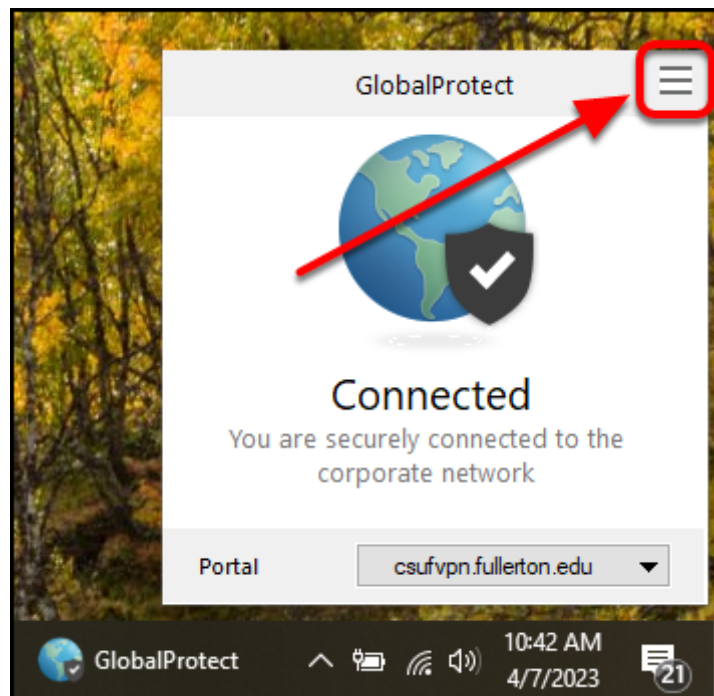 GlobalProtect
Connected
You are securely connected to the
corporate network
Portal csufvpn.fullerton.edu
GlobalProtect
10:42 AM
4/7/2023
21